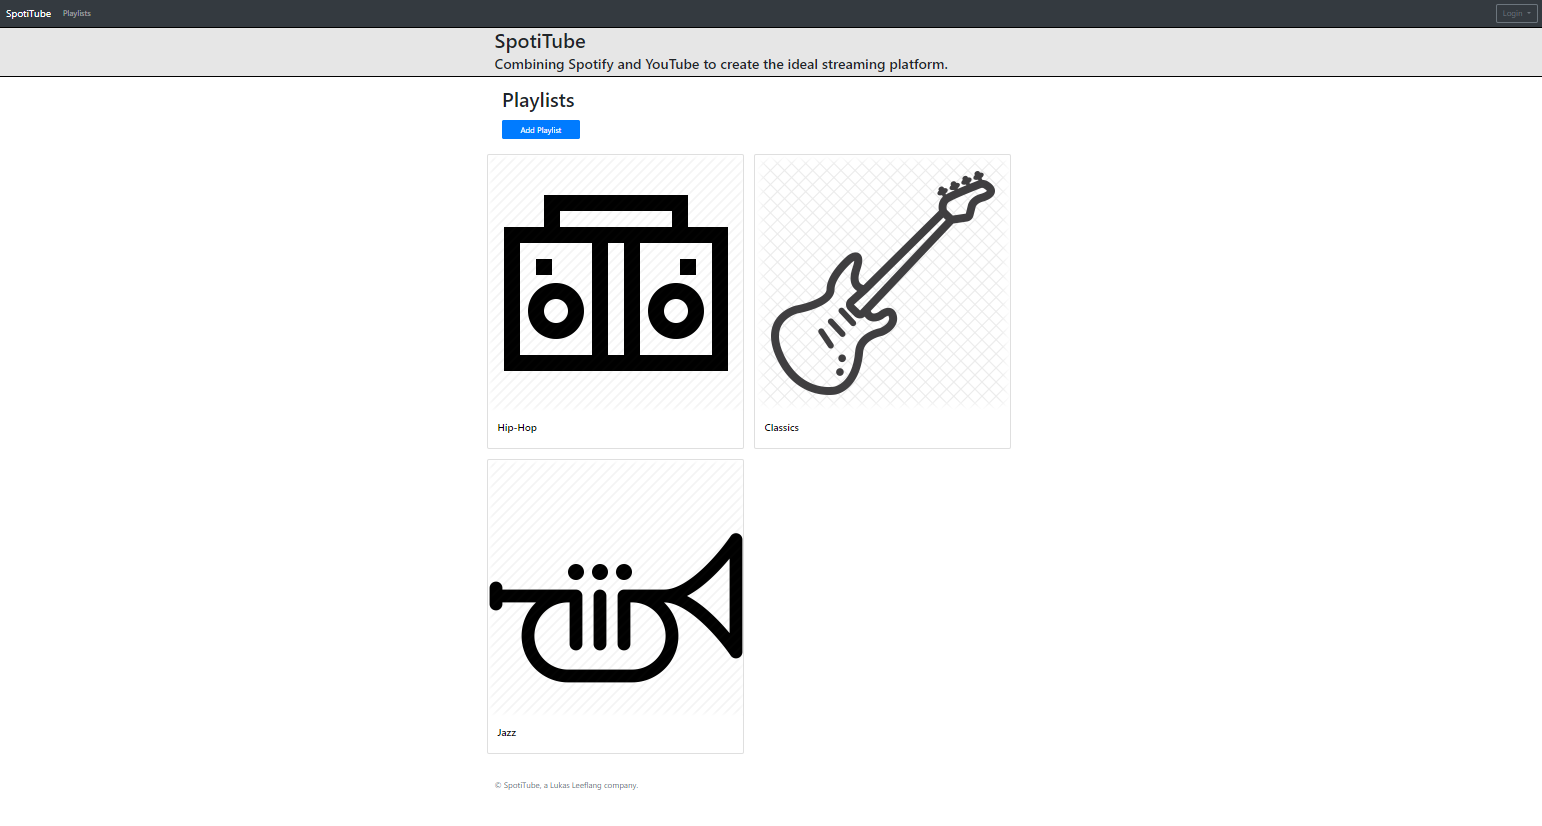 SpotiTube Playlists Login
SpotiTube
Combining Spotify and YouTube to create the ideal streaming platform.
Playlists
Add Playlist
Hip-Hop
Classics
Jazz
© SpotiTube, a Lukas Leeflang company.